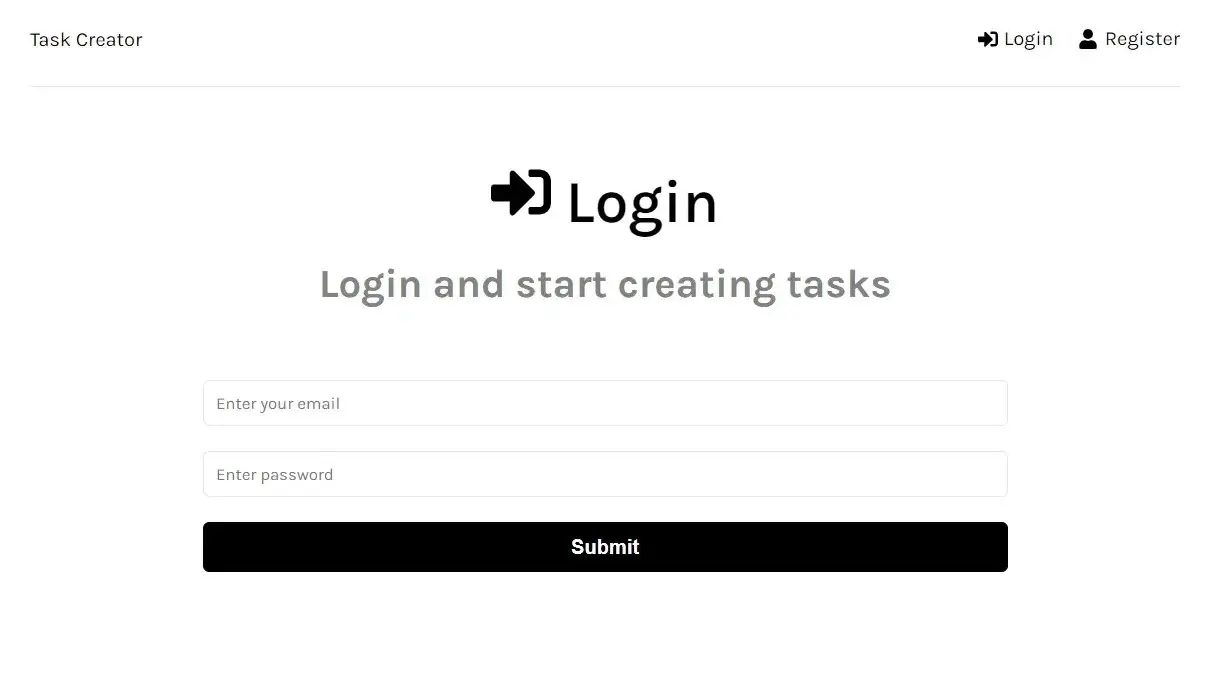 Task Creator
Login
Register
Login
Login and start creating tasks
Enter your email
Enter password
Submit